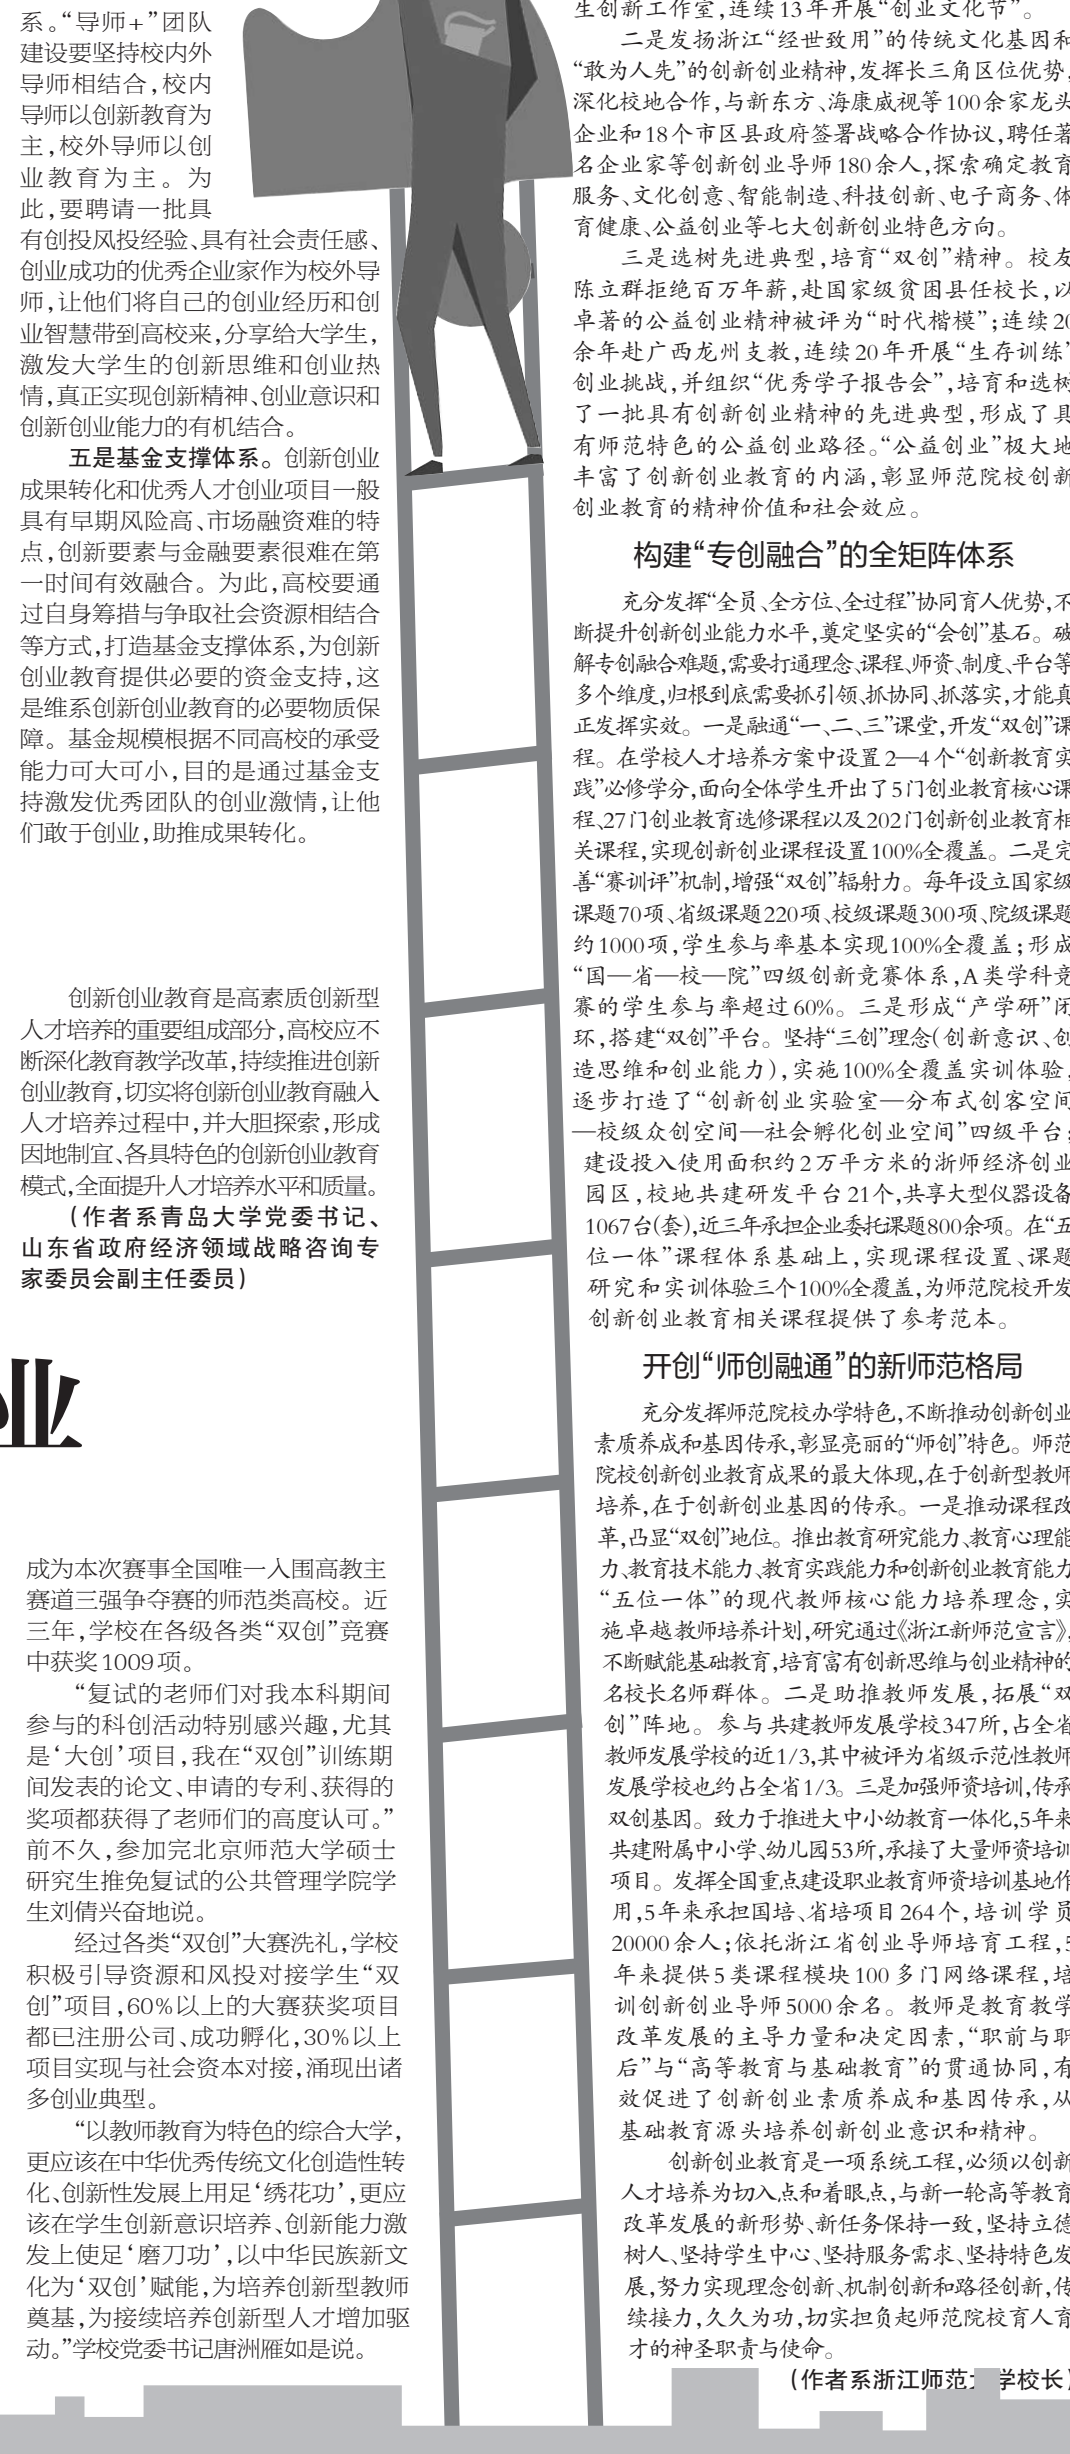 系。“导师+”团队
建设要坚持校内外
导师相结合,校内
导师以创新教育为
主,校外导师以创
业教育为主。为
此,要聘请一批具
有创投风投经验、具有社会责任感、
创业成功的优秀企业家作为校外导
师,让他们将自己的创业经历和创
业智慧带到高校来,分享给大学生,
激发大学生的创新思维和创业热
情,真正实现创新精神、创业意识和
创新创业能力的有机结合。
五是基金支撑体系。创新创业
成果转化和优秀人才创业项目一般
具有早期风险高、市场融资难的特
点,创新要素与金融要素很难在第
一时间有效融合。为此,高校要通
过自身筹措与争取社会资源相结合
等方式,打造基金支撑体系,为创新
创业教育提供必要的资金支持,这
是维系创新创业教育的必要物质保
障。基金规模根据不同高校的承受
能力可大可小,目的是通过基金支
持激发优秀团队的创业激情,让他
们敢于创业,助推成果转化。
创新创业教育是高素质创新型
人才培养的重要组成部分,高校应不
断深化教育教学改革,持续推进创新
创业教育,切实将创新创业教育融入
人才培养过程中,并大胆探索,形成
因地制宜、各具特色的创新创业教育
模式,全面提升人才培养水平和质量。
(作者系青岛大学党委书记、
山东省政府经济领域战略咨询专
家委员会副主任委员)
业
成为本次赛事全国唯一入围高教主
赛道三强争夺赛的师范类高校。近
三年,学校在各级各类“双创”竞赛
中获奖1009项。
“复试的老师们对我本科期间
参与的科创活动特别感兴趣,尤其
是‘大创’项目,我在“双创”训练期
间发表的论文、申请的专利、获得的
奖项都获得了老师们的高度认可。”
前不久,参加完北京师范大学硕士
研究生推免复试的公共管理学院学
生刘倩兴奋地说。
经过各类“双创”大赛洗礼,学校
积极引导资源和风投对接学生“双
创”项目,60%以上的大赛获奖项目
都已注册公司、成功孵化,30%以上
项目实现与社会资本对接,涌现出诸
多创业典型。
“以教师教育为特色的综合大学,
更应该在中华优秀传统文化创造性转
化、创新性发展上用足‘绣花功’,更应
该在学生创新意识培养、创新能力激
发上使足‘磨刀功’,以中华民族新文
化为‘双创’赋能,为培养创新型教师
奠基,为接续培养创新型人才增加驱
动。”学校党委书记唐洲雁如是说。
生创新工作室,连续13年开展“创业文化节”。
二是发扬浙江“经世致用”的传统文化基因和
“敢为人先”的创新创业精神,发挥长三角区位优势,
深化校地合作,与新东方、海康威视等100余家龙头
企业和18个市区县政府签署战略合作协议,聘任著
名企业家等创新创业导师180余人,探索确定教育
服务、文化创意、智能制造、科技创新、电子商务、体
育健康、公益创业等七大创新创业特色方向。
三是选树先进典型,培育“双创”精神。校友
陈立群拒绝百万年薪,赴国家级贫困县任校长,以
卓著的公益创业精神被评为“时代楷模”;连续20
余年赴广西龙州支教,连续20年开展“生存训练”
创业挑战,并组织“优秀学子报告会”,培育和选树
了一批具有创新创业精神的先进典型,形成了具
有师范特色的公益创业路径。“公益创业”极大地
丰富了创新创业教育的内涵,彰显师范院校创新
创业教育的精神价值和社会效应。
构建“专创融合”的全矩阵体系
充分发挥“全员、全方位、全过程”协同育人优势,不
断提升创新创业能力水平,奠定坚实的“会创”基石。破
解专创融合难题,需要打通理念、课程、师资、制度、平台等
多个维度,归根到底需要抓引领、抓协同、抓落实,才能真
正发挥实效。一是融通“一、二、三”课堂,开发“双创”课
程。在学校人才培养方案中设置2—4个“创新教育实
践”必修学分,面向全体学生开出了5门创业教育核心课
程、27门创业教育选修课程以及202门创新创业教育相
关课程,实现创新创业课程设置100%全覆盖。二是完
善“赛训评”机制,增强“双创”辐射力。每年设立国家级
课题70项、省级课题220项、校级课题300项、院级课题
约1000项,学生参与率基本实现100%全覆盖;形成
“国—省—校—院”四级创新竞赛体系,A类学科竞
赛的学生参与率超过60%。三是形成“产学研”闭
环,搭建“双创”平台。坚持“三创”理念(创新意识、创
造思维和创业能力),实施100%全覆盖实训体验,
逐步打造了“创新创业实验室—分布式创客空间
—校级众创空间—社会孵化创业空间”四级平台;
建设投入使用面积约2万平方米的浙师经济创业
园区,校地共建研发平台21个,共享大型仪器设备
1067台(套),近三年承担企业委托课题800余项。在“五
位一体”课程体系基础上,实现课程设置、课题
研究和实训体验三个100%全覆盖,为师范院校开发
创新创业教育相关课程提供了参考范本。
开创“师创融通”的新师范格局
充分发挥师范院校办学特色,不断推动创新创业
素质养成和基因传承,彰显亮丽的“师创”特色。师范
院校创新创业教育成果的最大体现,在于创新型教师
培养,在于创新创业基因的传承。一是推动课程改
革,凸显“双创”地位。推出教育研究能力、教育心理能
力、教育技术能力、教育实践能力和创新创业教育能力
“五位一体”的现代教师核心能力培养理念,实
施卓越教师培养计划,研究通过《浙江新师范宣言》,
不断赋能基础教育,培育富有创新思维与创业精神的
名校长名师群体。二是助推教师发展,拓展“双
创”阵地。参与共建教师发展学校347所,占全省
教师发展学校的近1/3,其中被评为省级示范性教师
发展学校也约占全省1/3。三是加强师资培训,传承
双创基因。致力于推进大中小幼教育一体化,5年来
共建附属中小学、幼儿园53所,承接了大量师资培训
项目。发挥全国重点建设职业教育师资培训基地作
用,5年来承担国培、省培项目264个,培训学员
20000余人;依托浙江省创业导师培育工程,5
年来提供5类课程模块100多门网络课程,培
训创新创业导师5000余名。教师是教育教学
改革发展的主导力量和决定因素,“职前与职
后”与“高等教育与基础教育”的贯通协同,有
效促进了创新创业素质养成和基因传承,从
基础教育源头培养创新创业意识和精神。
创新创业教育是一项系统工程,必须以创新
人才培养为切入点和着眼点,与新一轮高等教育
改革发展的新形势、新任务保持一致,坚持立德
树人、坚持学生中心、坚持服务需求、坚持特色发
展,努力实现理念创新、机制创新和路径创新,传
续接力,久久为功,切实担负起师范院校育人育
才的神圣职责与使命。
(作者系浙江师范大学校长)